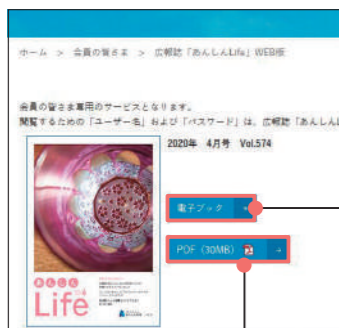 ホーム > 会員の皆さま > 広報誌「あんしんLife」WEB版
会員の皆さま専用のサービスとなります。
閲覧するための「ユーザー名」および「パスワード」は、広報誌「あんしんL
2020年 4月号 Vol.574
電子ブック →
PDF（30MB） →
あんしん
Life